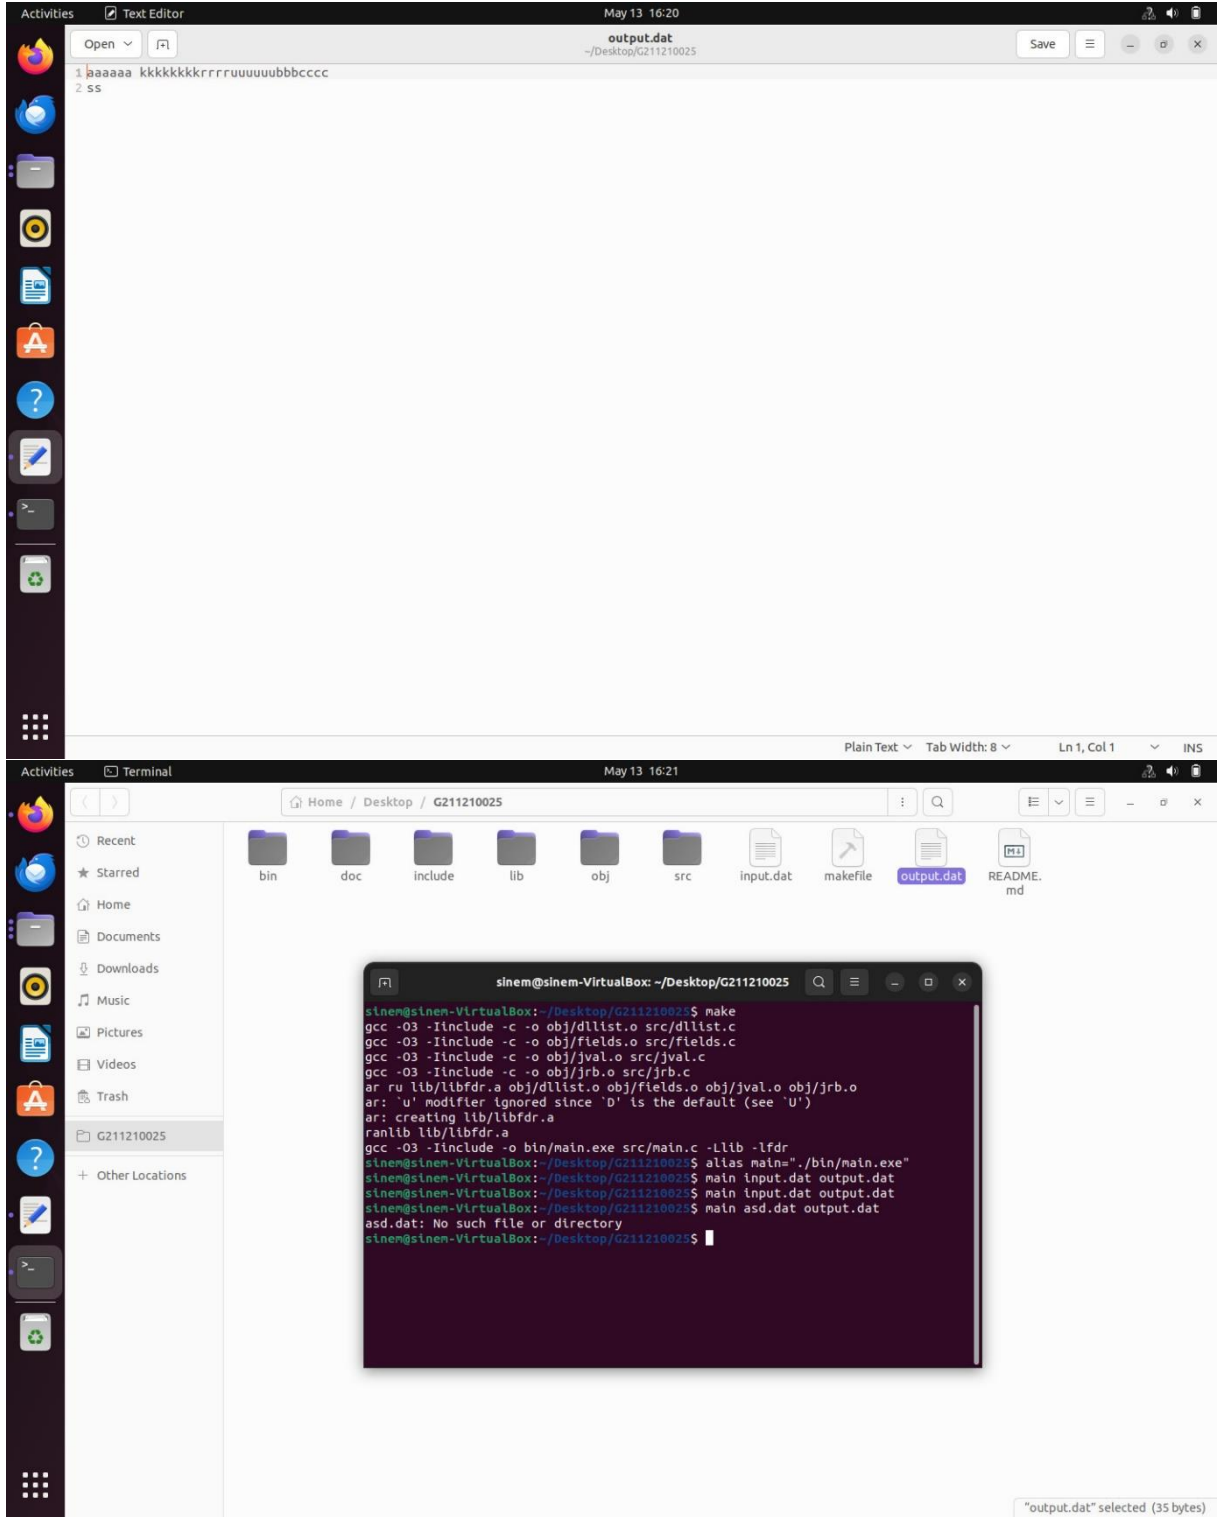 Activities Text Editor May 13 16:20
Open output.dat Save
~/Desktop/G211210025
1 aaaaaa kkkkkkkkrrrruuuuuubbbcccc
2 ss
Plain Text Tab Width: 8 Ln 1, Col 1 INS
Activities Terminal May 13 16:21
Home / Desktop / G211210025
Recent
Starred
Home
Documents
Downloads
Music
Pictures
Videos
Trash
G211210025
+ Other Locations
bin doc include lib obj src input.dat makefile output.dat README.
md
sinem@sinem-VirtualBox: ~/Desktop/G211210025
sinem@sinem-VirtualBox:~/Desktop/G211210025$ make
gcc -O3 -Iinclude -c -o obj/dllist.o src/dllist.c
gcc -O3 -Iinclude -c -o obj/fields.o src/fields.c
gcc -O3 -Iinclude -c -o obj/jval.o src/jval.c
gcc -O3 -Iinclude -c -o obj/jrb.o src/jrb.c
ar ru lib/libfdr.a obj/dllist.o obj/fields.o obj/jval.o obj/jrb.o
ar: `u' modifier ignored since `D' is the default (see `U')
ar: creating lib/libfdr.a
ranlib lib/libfdr.a
gcc -O3 -Iinclude -o bin/main.exe src/main.c -Llib -lfdr
sinem@sinem-VirtualBox:~/Desktop/G211210025$ alias main="./bin/main.exe"
sinem@sinem-VirtualBox:~/Desktop/G211210025$ main input.dat output.dat
sinem@sinem-VirtualBox:~/Desktop/G211210025$ main input.dat output.dat
sinem@sinem-VirtualBox:~/Desktop/G211210025$ main asd.dat output.dat
asd.dat: No such file or directory
sinem@sinem-VirtualBox:~/Desktop/G211210025$
"output.dat" selected (35 bytes)